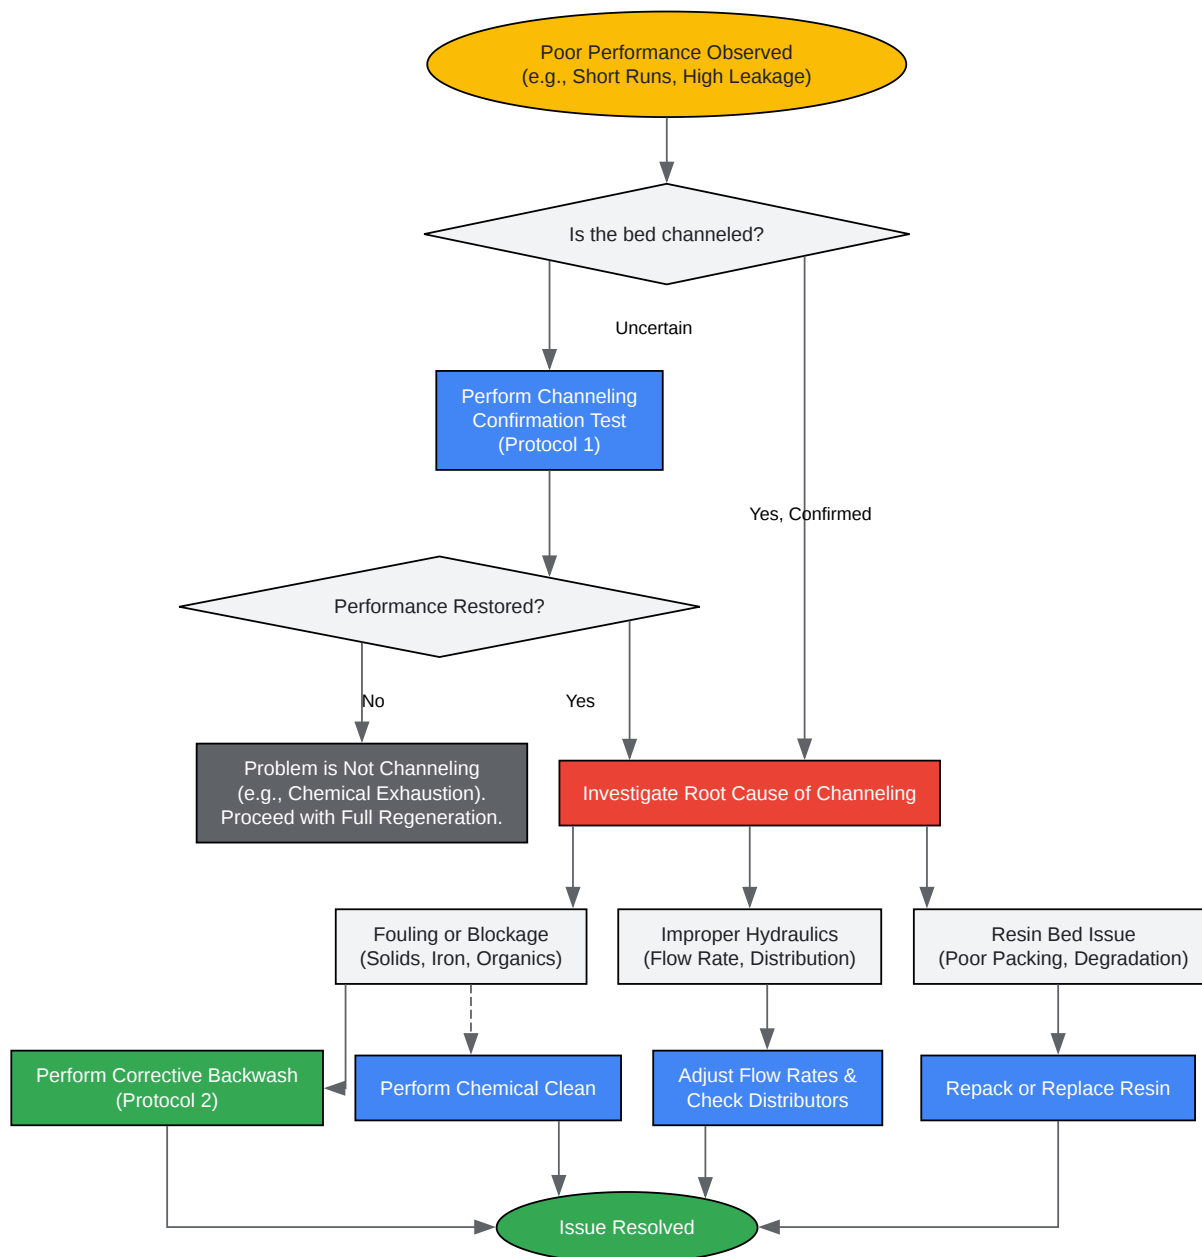 Poor Performance Observed
(e.g., Short Runs, High Leakage)
Is the bed channeled?
Uncertain
Perform Channeling
Confirmation Test
(Protocol 1)
Yes, Confirmed
Performance Restored?
No
Yes
Problem is Not Channeling
(e.g., Chemical Exhaustion).
Proceed with Full Regeneration.
Investigate Root Cause of Channeling
Fouling or Blockage
(Solids, Iron, Organics)
Improper Hydraulics
(Flow Rate, Distribution)
Resin Bed Issue
(Poor Packing, Degradation)
Perform Corrective Backwash
(Protocol 2)
Perform Chemical Clean
Adjust Flow Rates &
Check Distributors
Repack or Replace Resin
Issue Resolved